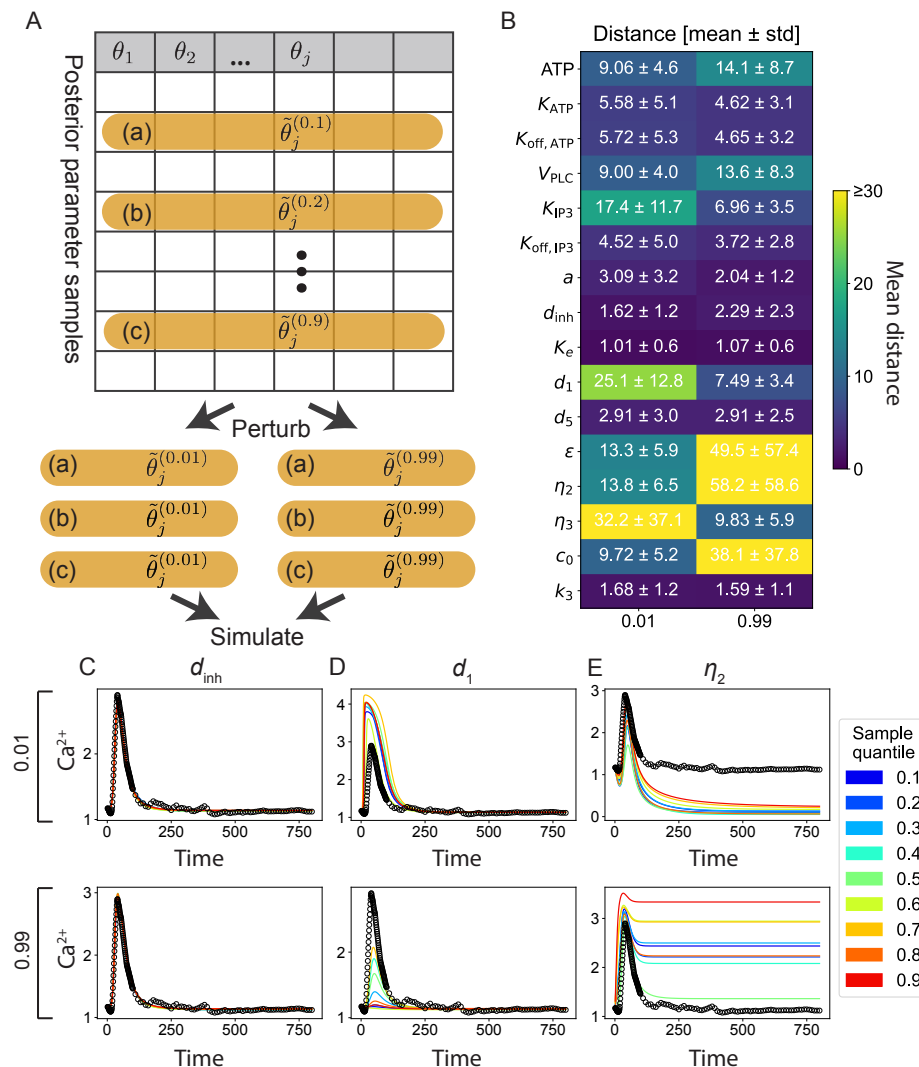 A
θ₁ θ₂ ... θⱼ
Posterior parameter samples
(a) θ̃ⱼ^(0.1)
(b) θ̃ⱼ^(0.2)
(c) θ̃ⱼ^(0.9)
Perturb
(a) θ̃ⱼ^(0.01) (a) θ̃ⱼ^(0.99)
(b) θ̃ⱼ^(0.01) (b) θ̃ⱼ^(0.99)
(c) θ̃ⱼ^(0.01) (c) θ̃ⱼ^(0.99)
Simulate
B
Distance [mean ± std]
ATP 9.06 ± 4.6 14.1 ± 8.7
K_ATP 5.58 ± 5.1 4.62 ± 3.1
K_off, ATP 5.72 ± 5.3 4.65 ± 3.2
V_PLC 9.00 ± 4.0 13.6 ± 8.3
K_IP3 17.4 ± 11.7 6.96 ± 3.5
K_off, IP3 4.52 ± 5.0 3.72 ± 2.8
a 3.09 ± 3.2 2.04 ± 1.2
d_inh 1.62 ± 1.2 2.29 ± 2.3
K_e 1.01 ± 0.6 1.07 ± 0.6
d₁ 25.1 ± 12.8 7.49 ± 3.4
d₅ 2.91 ± 3.0 2.91 ± 2.5
ε 13.3 ± 5.9 49.5 ± 57.4
η₂ 13.8 ± 6.5 58.2 ± 58.6
η₃ 32.2 ± 37.1 9.83 ± 5.9
c₀ 9.72 ± 5.2 38.1 ± 37.8
k₃ 1.68 ± 1.2 1.59 ± 1.1
0.01 0.99
≥30
20
10
0
Mean distance
C d_inh
0.01
Ca²⁺
2
1
0 250 500 750
Time
D d₁
4
3
2
1
0 250 500 750
Time
E η₂
3
2
1
0
0 250 500 750
Time
0.99
Ca²⁺
3
2
1
0 250 500 750
Time
2
1
0 250 500 750
Time
3
2
1
0 250 500 750
Time
Sample
quantile
0.1
0.2
0.3
0.4
0.5
0.6
0.7
0.8
0.9